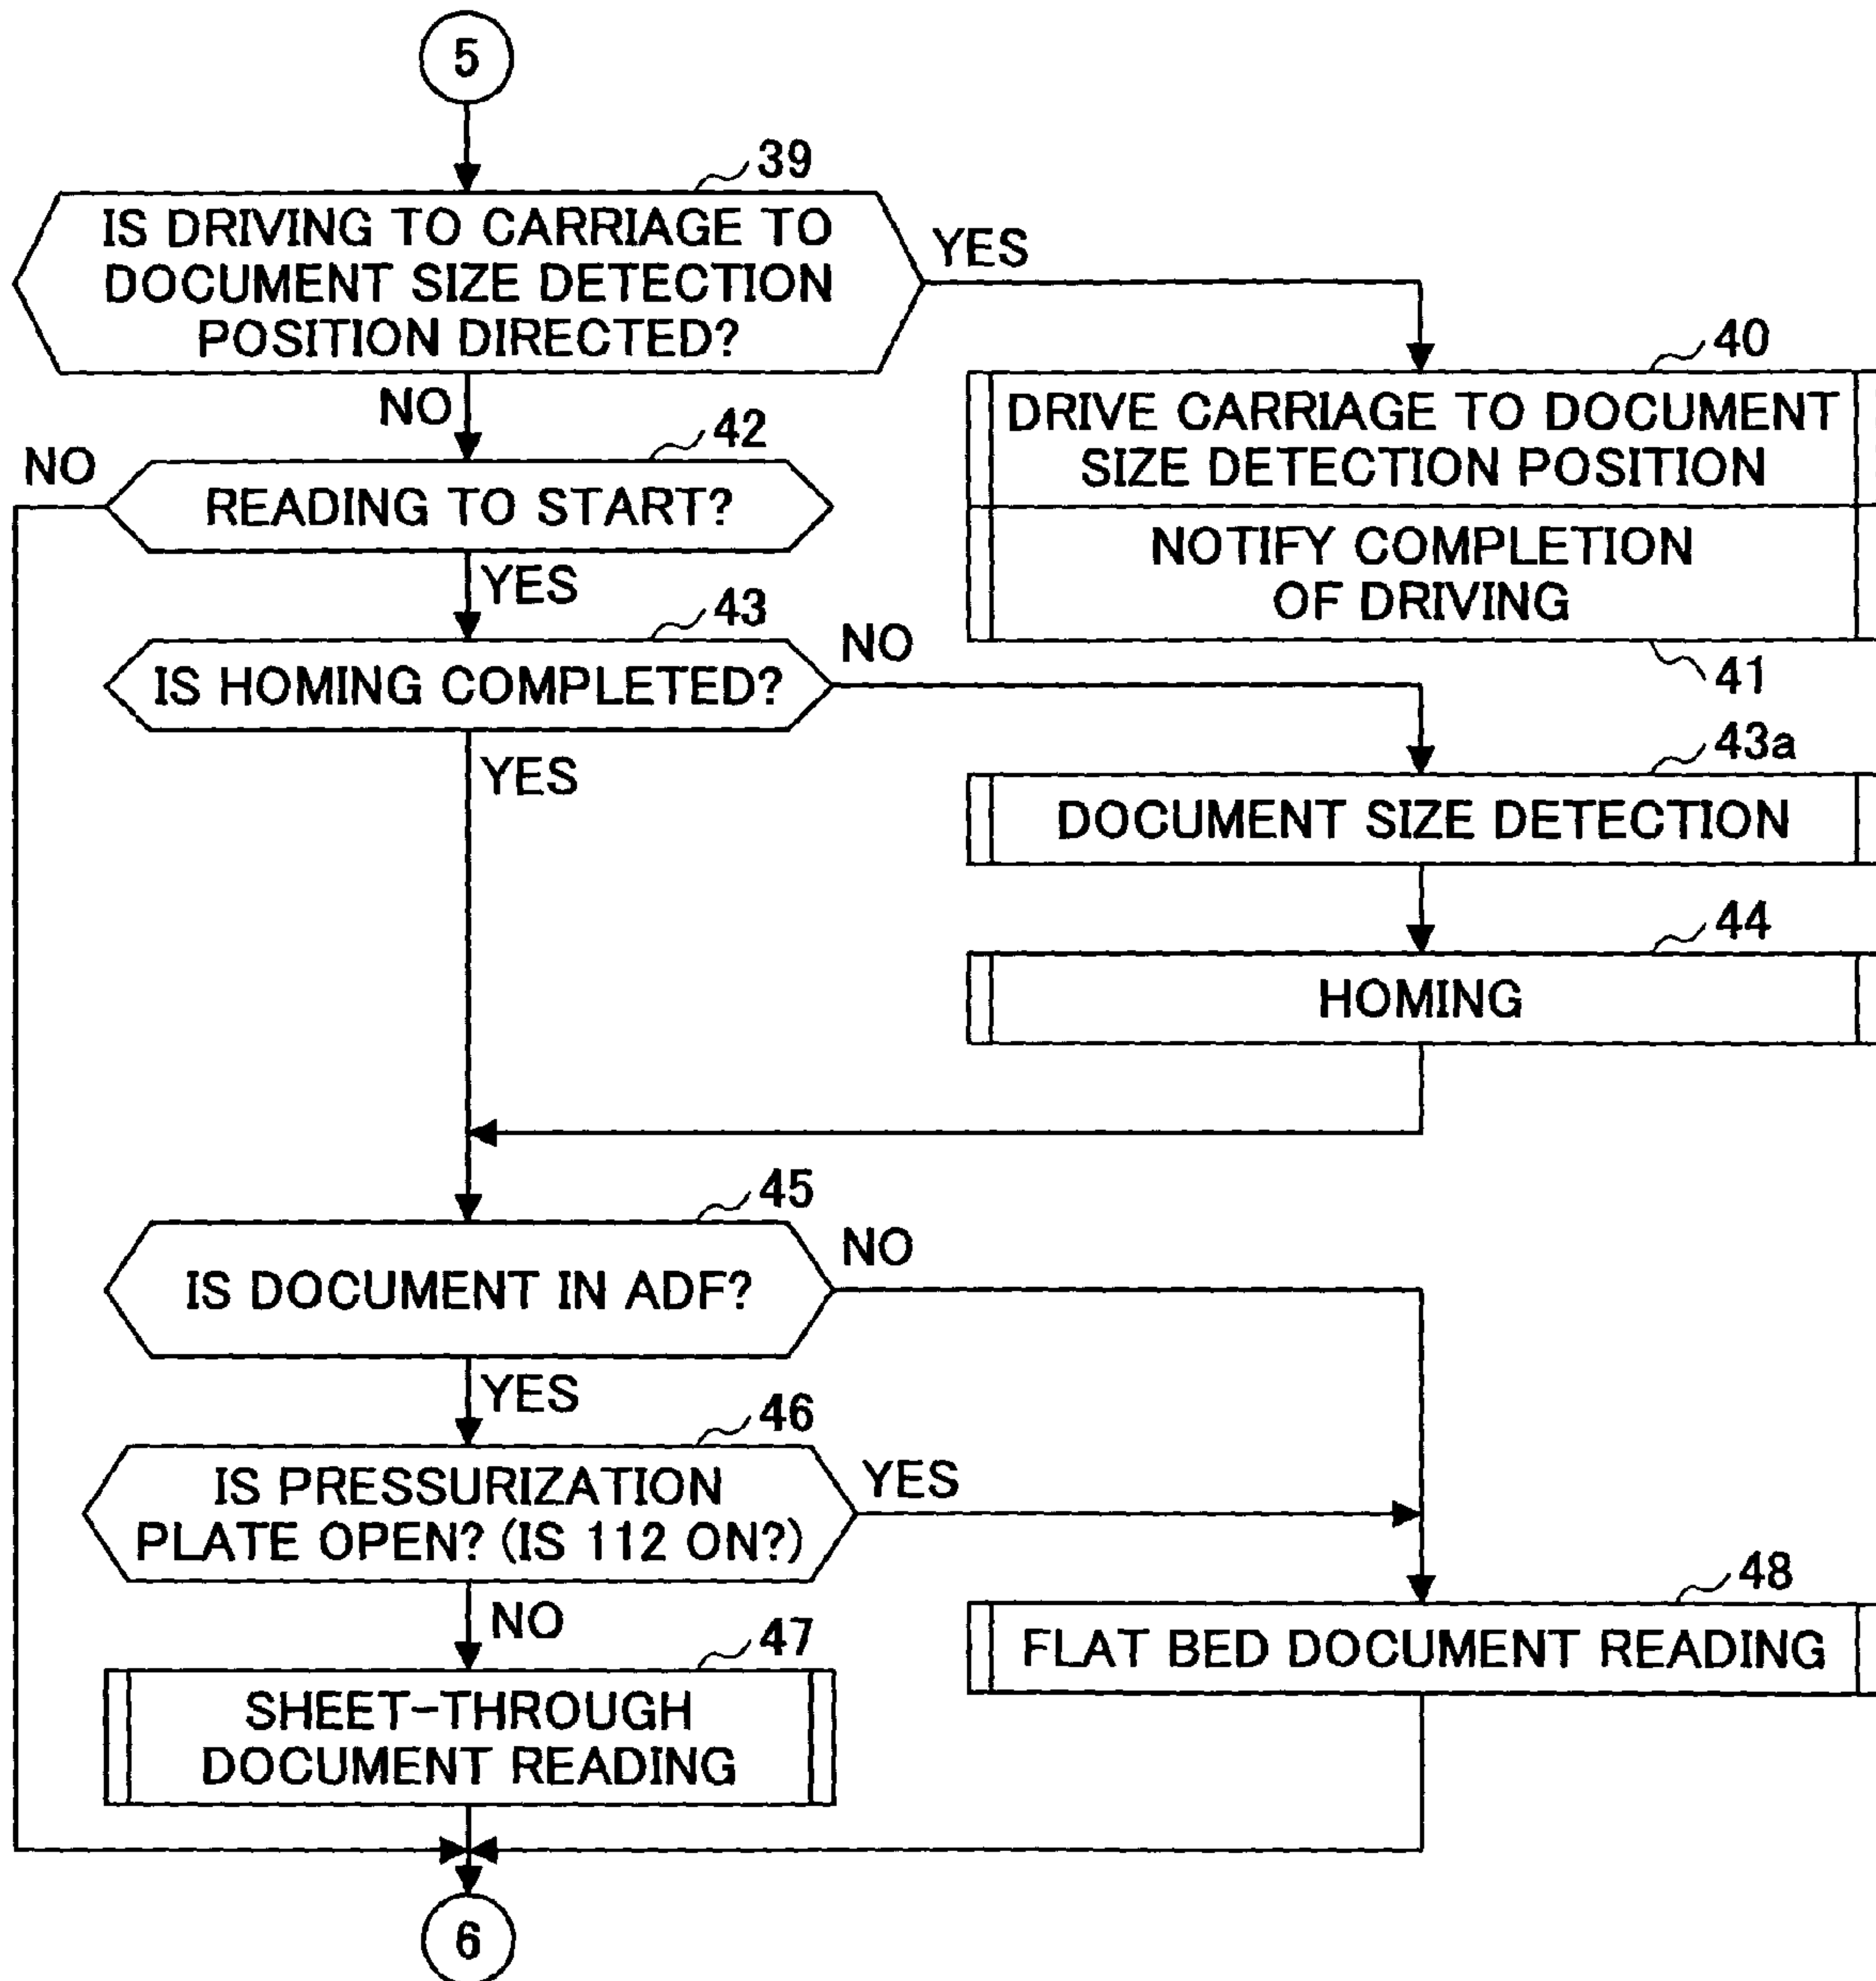 5
39
IS DRIVING TO CARRIAGE TO
DOCUMENT SIZE DETECTION
POSITION DIRECTED?
YES
NO
40
DRIVE CARRIAGE TO DOCUMENT
SIZE DETECTION POSITION
NOTIFY COMPLETION
OF DRIVING
41
42
NO
READING TO START?
YES
43
IS HOMING COMPLETED?
NO
YES
43a
DOCUMENT SIZE DETECTION
44
HOMING
45
IS DOCUMENT IN ADF?
NO
YES
46
IS PRESSURIZATION
PLATE OPEN? (IS 112 ON?)
YES
NO
47
SHEET-THROUGH
DOCUMENT READING
48
FLAT BED DOCUMENT READING
6